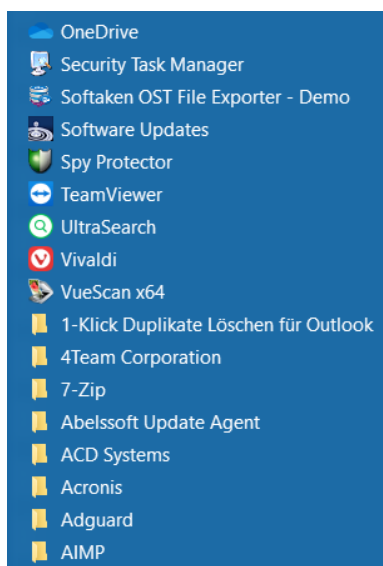 OneDrive
Security Task Manager
Softaken OST File Exporter - Demo
Software Updates
Spy Protector
TeamViewer
UltraSearch
Vivaldi
VueScan x64
1-Klick Duplikate Löschen für Outlook
4Team Corporation
7-Zip
Abelssoft Update Agent
ACD Systems
Acronis
Adguard
AIMP